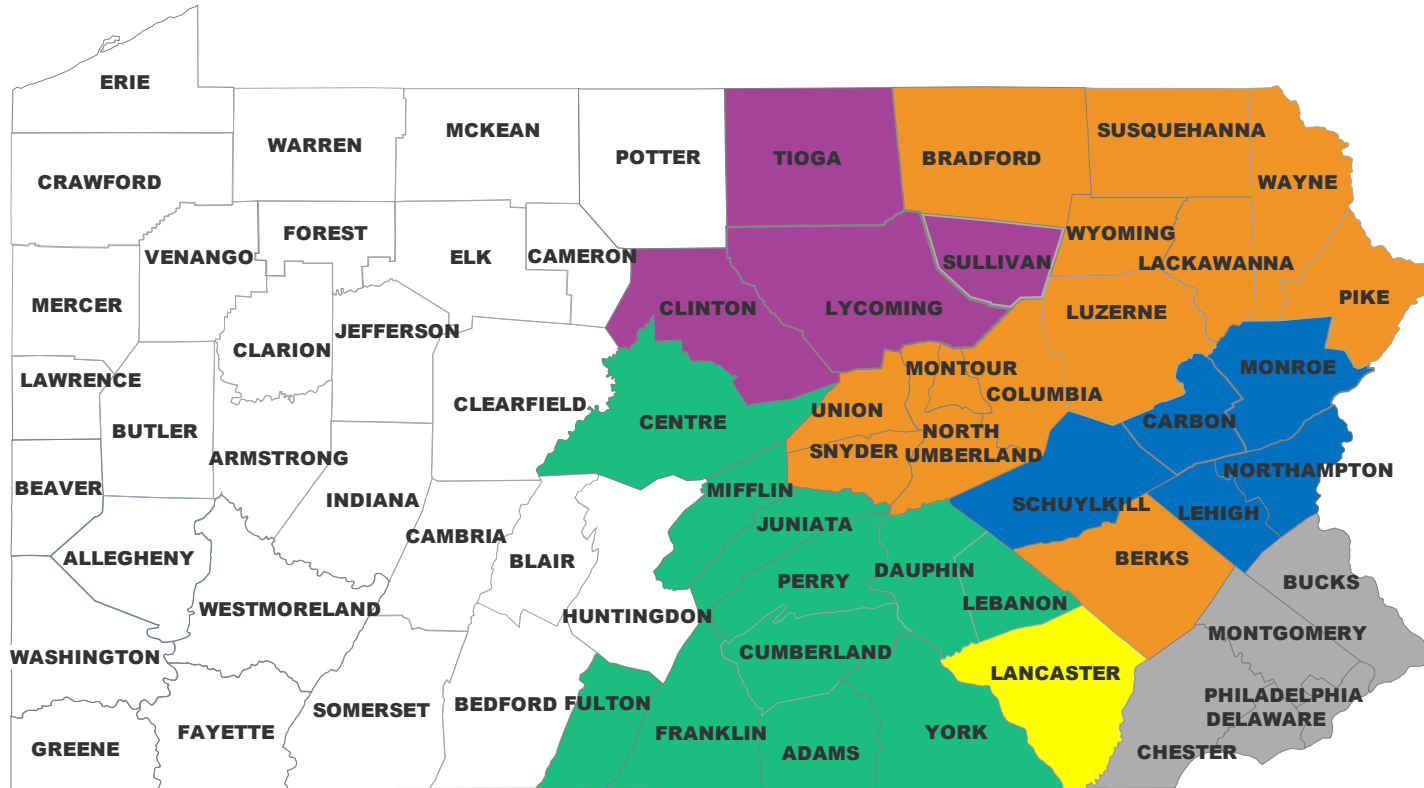 ERIE
WARREN
MCKEAN
POTTER
TIOGA
BRADFORD
SUSQUEHANNA
WAYNE
CRAWFORD
VENANGO
FOREST
ELK
CAMERON
SULLIVAN
WYOMING
LACKAWANNA
MERCER
CLARION
JEFFERSON
CLINTON
LYCOMING
LUZERNE
PIKE
LAWRENCE
BUTLER
CLEARFIELD
CENTRE
UNION
MONTOUR
COLUMBIA
MONROE
CARBON
BEAVER
ARMSTRONG
INDIANA
SNYDER
NORTH
UMBERLAND
NORTHAMPTON
MIFFLIN
JUNIATA
SCHUYLKILL
LEHIGH
ALLEGHENY
CAMBRIA
BLAIR
PERRY
DAUPHIN
BERKS
BUCKS
WESTMORELAND
HUNTINGDON
LEBANON
MONTGOMERY
WASHINGTON
CUMBERLAND
LANCASTER
PHILADELPHIA
DELAWARE
GREENE
FAYETTE
SOMERSET
BEDFORD
FULTON
FRANKLIN
ADAMS
YORK
CHESTER